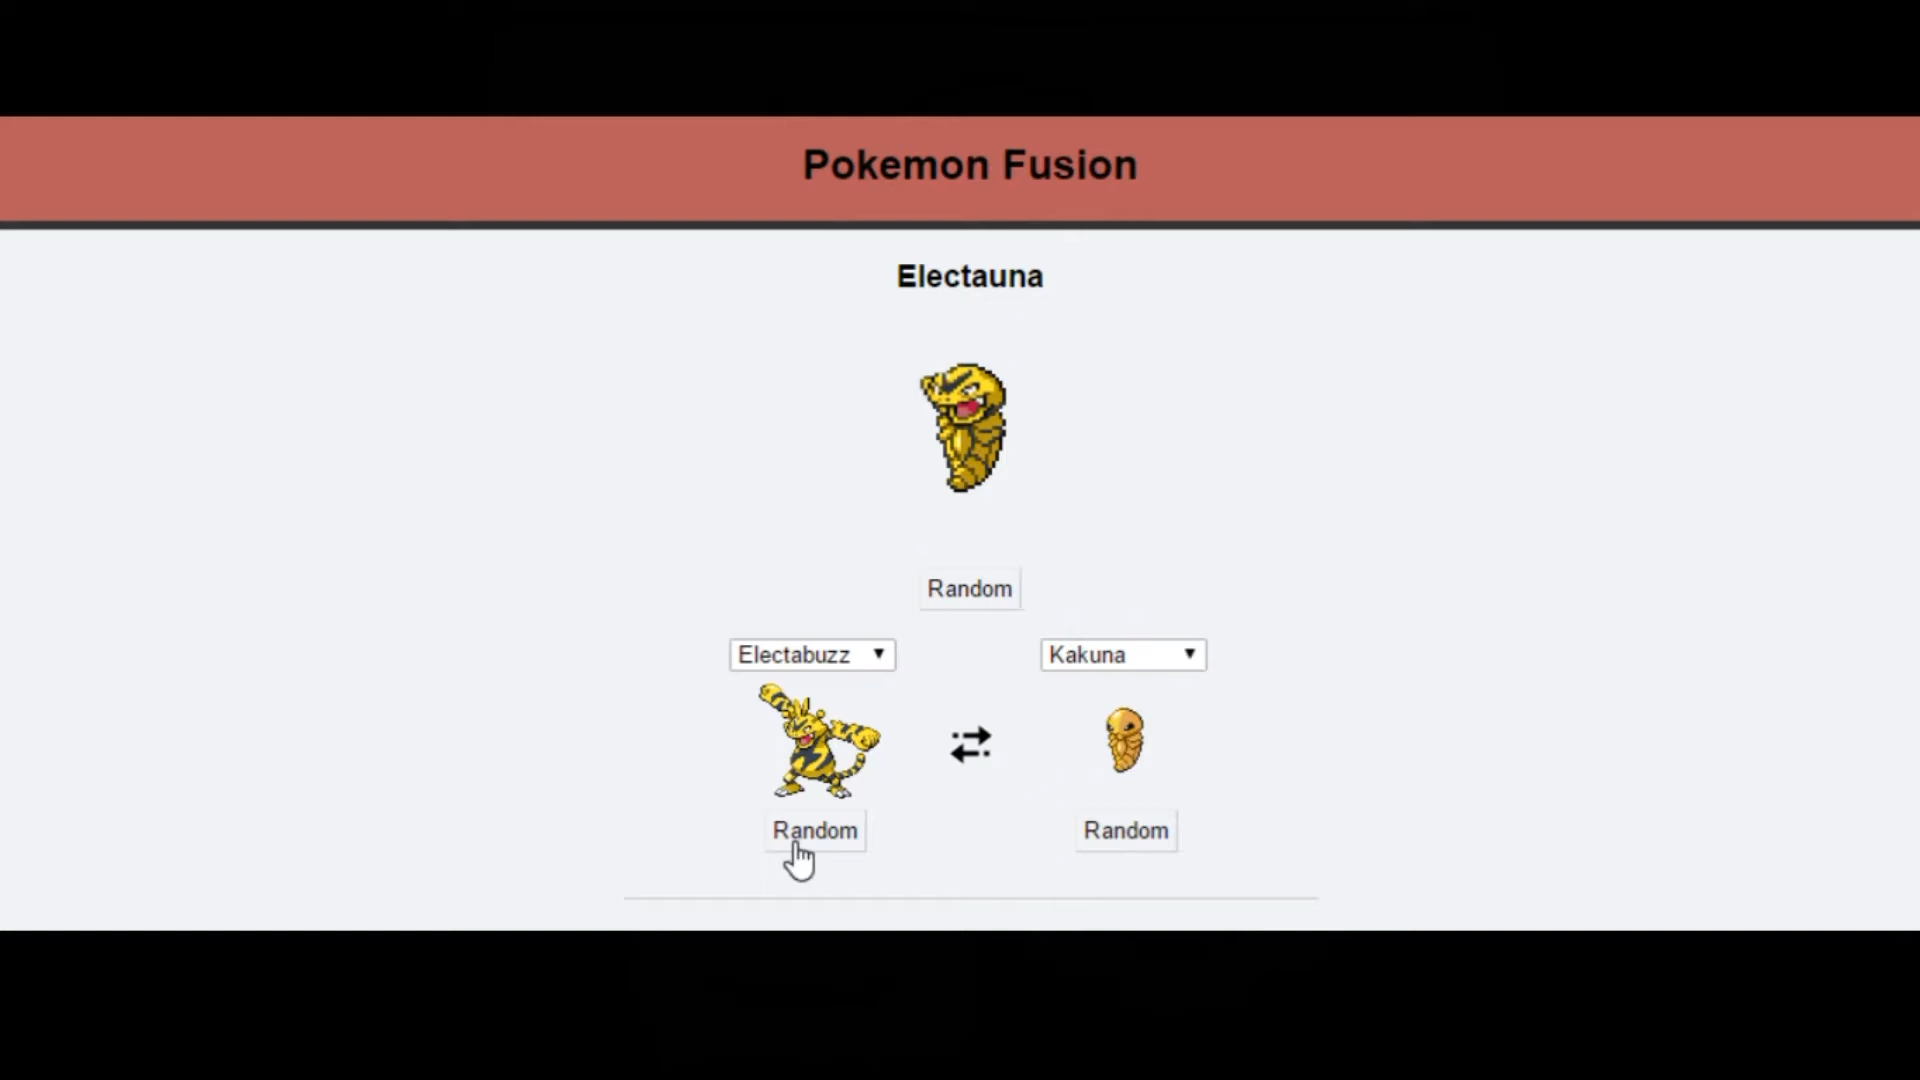 Pokemon Fusion
Electauna
Random
Electabuzz
Kakuna
Random
Random